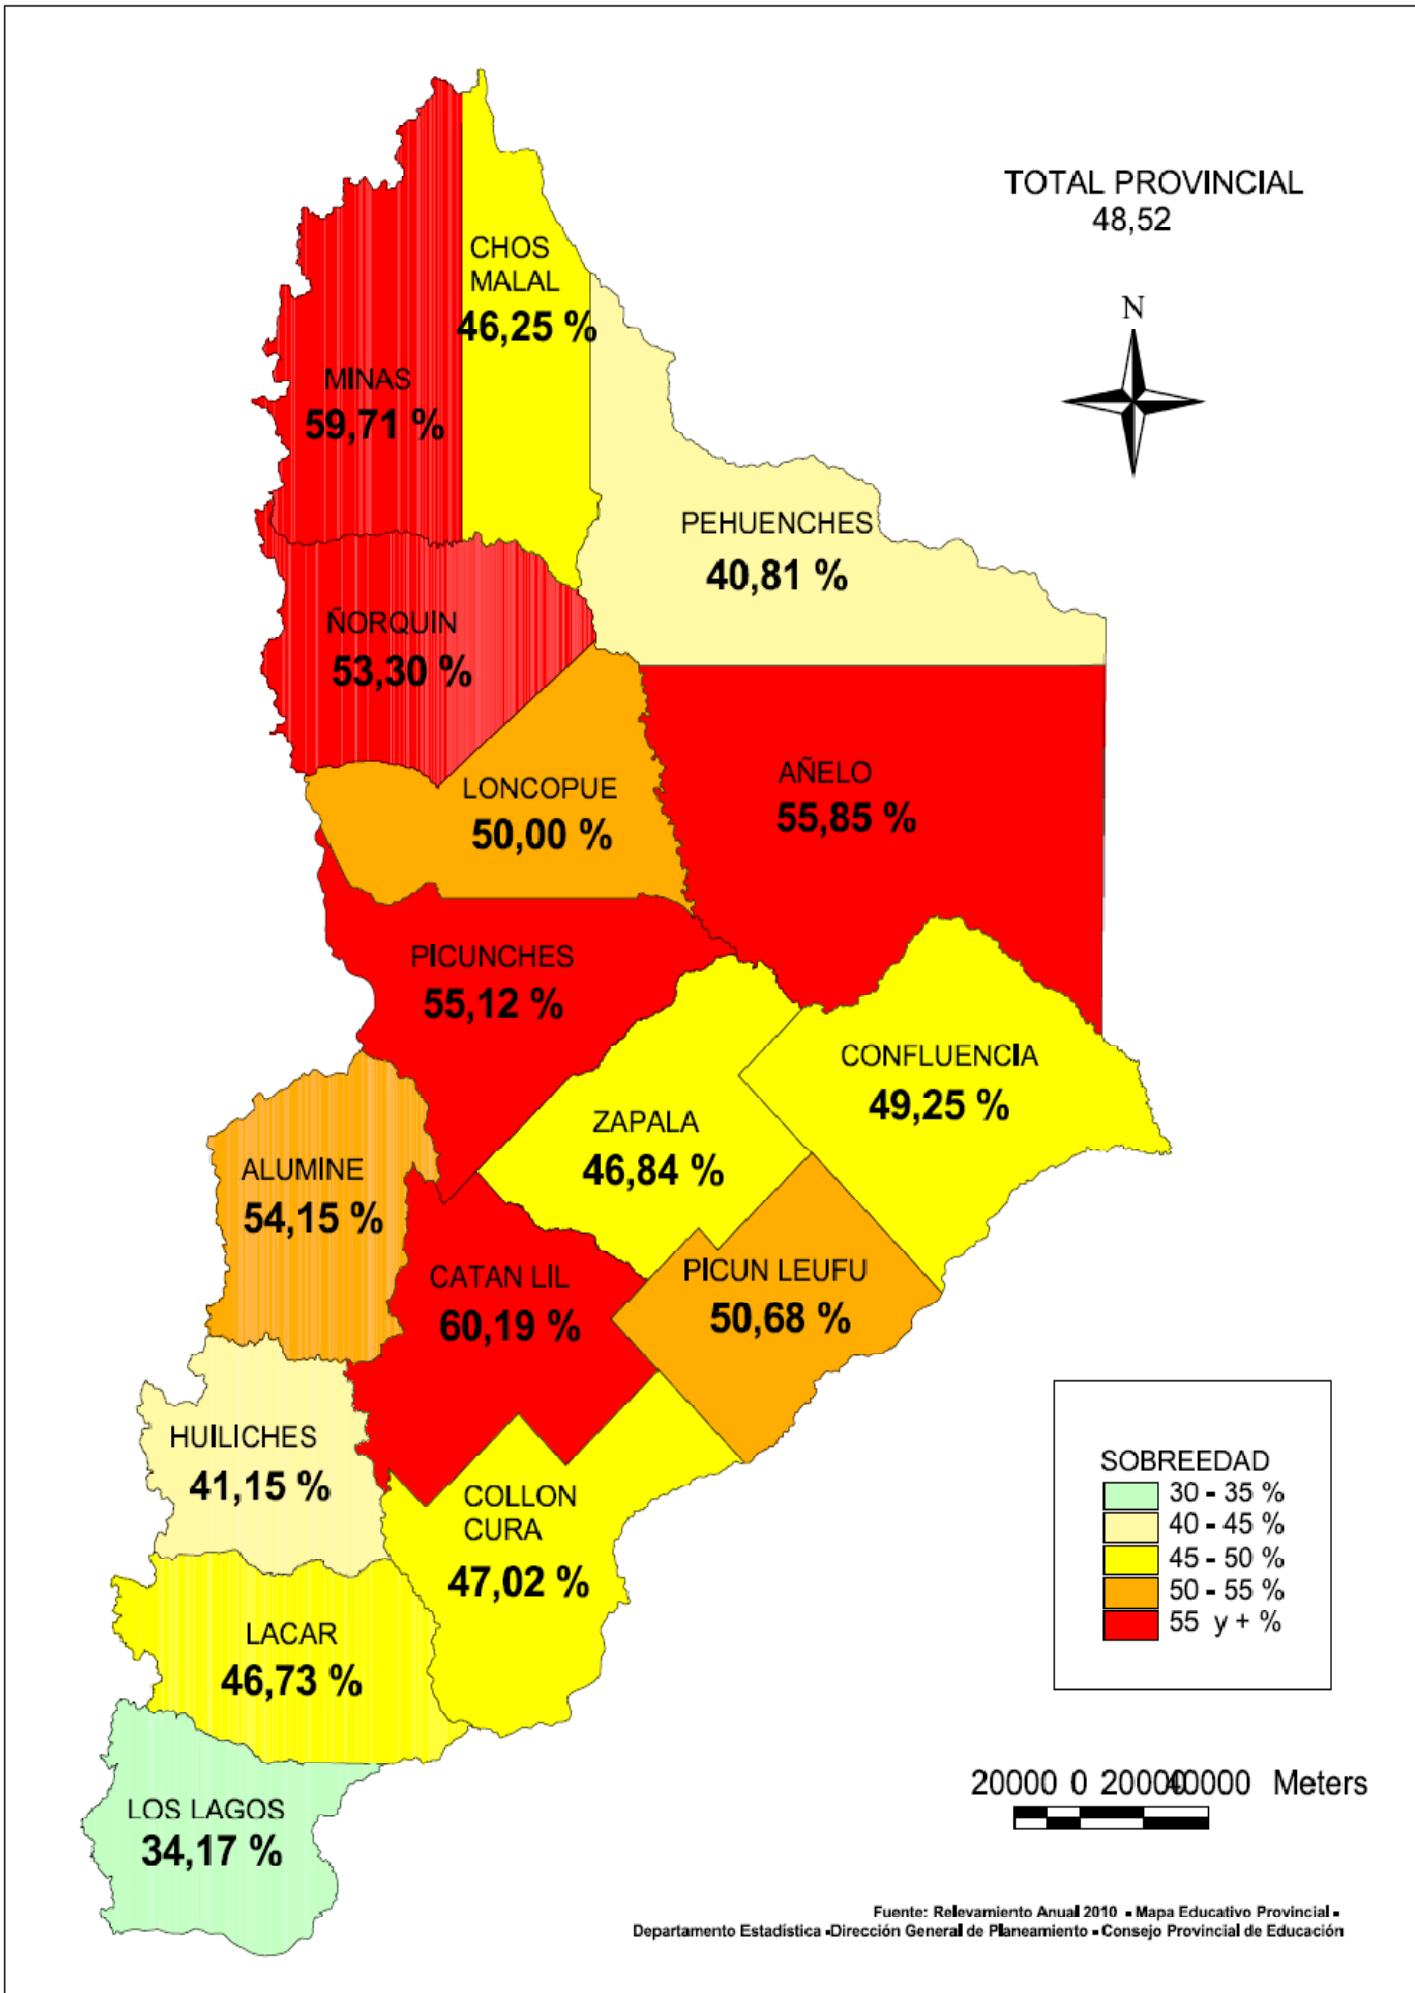 TOTAL PROVINCIAL
48,52
N
CHOS
MALAL
46,25 %
MINAS
59,71 %
PEHUENCHES
40,81 %
ÑORQUIN
53,30 %
LONCOPUE
50,00 %
AÑELO
55,85 %
PICUNCHES
55,12 %
CONFLUENCIA
49,25 %
ZAPALA
46,84 %
ALUMINE
54,15 %
CATAN LIL
60,19 %
PICUN LEUFU
50,68 %
HUILICHES
41,15 %
COLLON
CURA
47,02 %
LACAR
46,73 %
LOS LAGOS
34,17 %
SOBREEDAD
30 - 35 %
40 - 45 %
45 - 50 %
50 - 55 %
55 y + %
20000 0 20000 40000 Meters
Fuente: Relevamiento Anual 2010 - Mapa Educativo Provincial -
Departamento Estadística -Dirección General de Planeamiento - Consejo Provincial de Educación